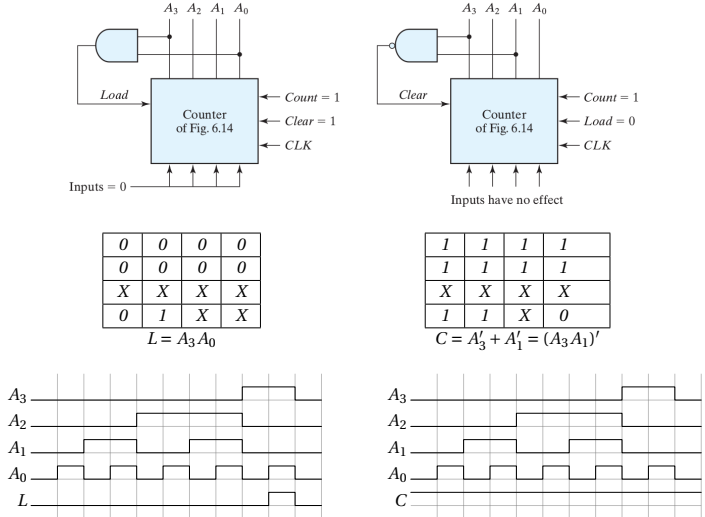 A₃ A₂ A₁ A₀
Load
Counter
of Fig. 6.14
Count = 1
Clear = 1
CLK
Inputs = 0
A₃ A₂ A₁ A₀
Clear
Counter
of Fig. 6.14
Count = 1
Load = 0
CLK
Inputs have no effect
0 0 0 0
0 0 0 0
X X X X
0 1 X X
L = A₃A₀
1 1 1 1
1 1 1 1
X X X X
1 1 X 0
C = A₃′ + A₁′ = (A₃A₁)′
A₃
A₂
A₁
A₀
L
A₃
A₂
A₁
A₀
C